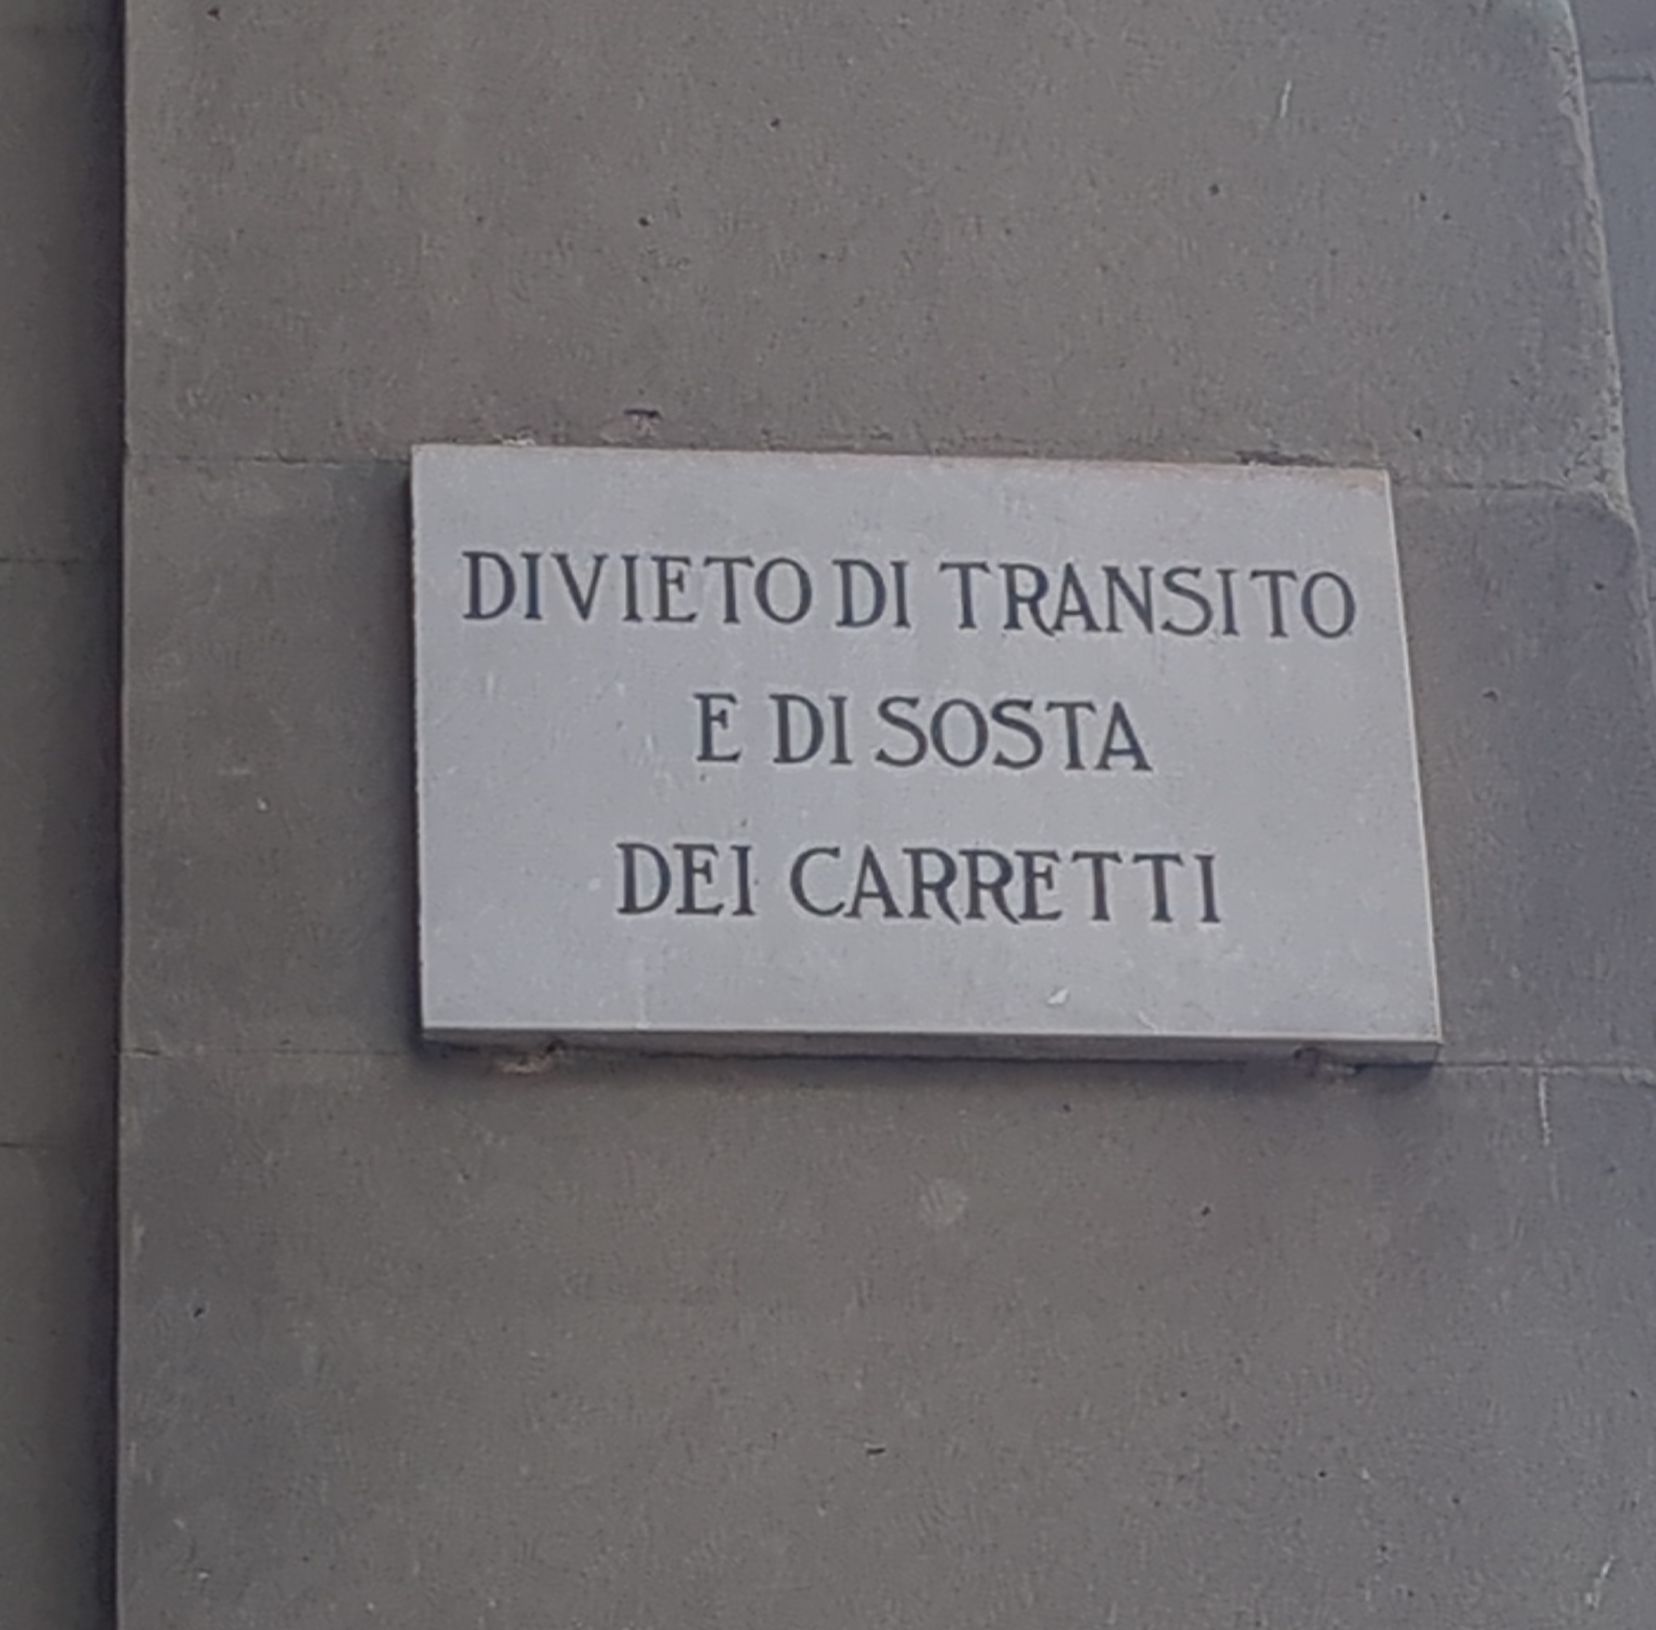 DIVIETO DI TRANSITO
E DI SOSTA
DEI CARRETTI